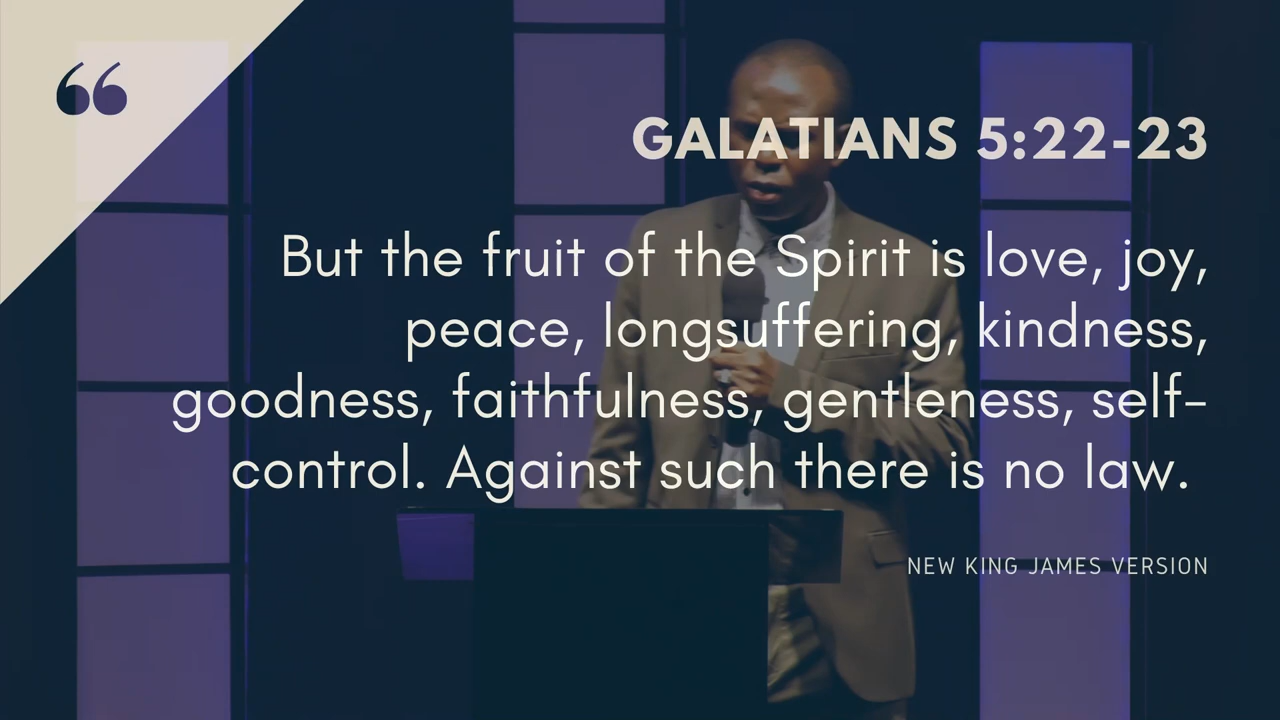 “
GALATIANS 5:22-23
But the fruit of the Spirit is love, joy,
peace, longsuffering, kindness,
goodness, faithfulness, gentleness, self-
control. Against such there is no law.
NEW KING JAMES VERSION